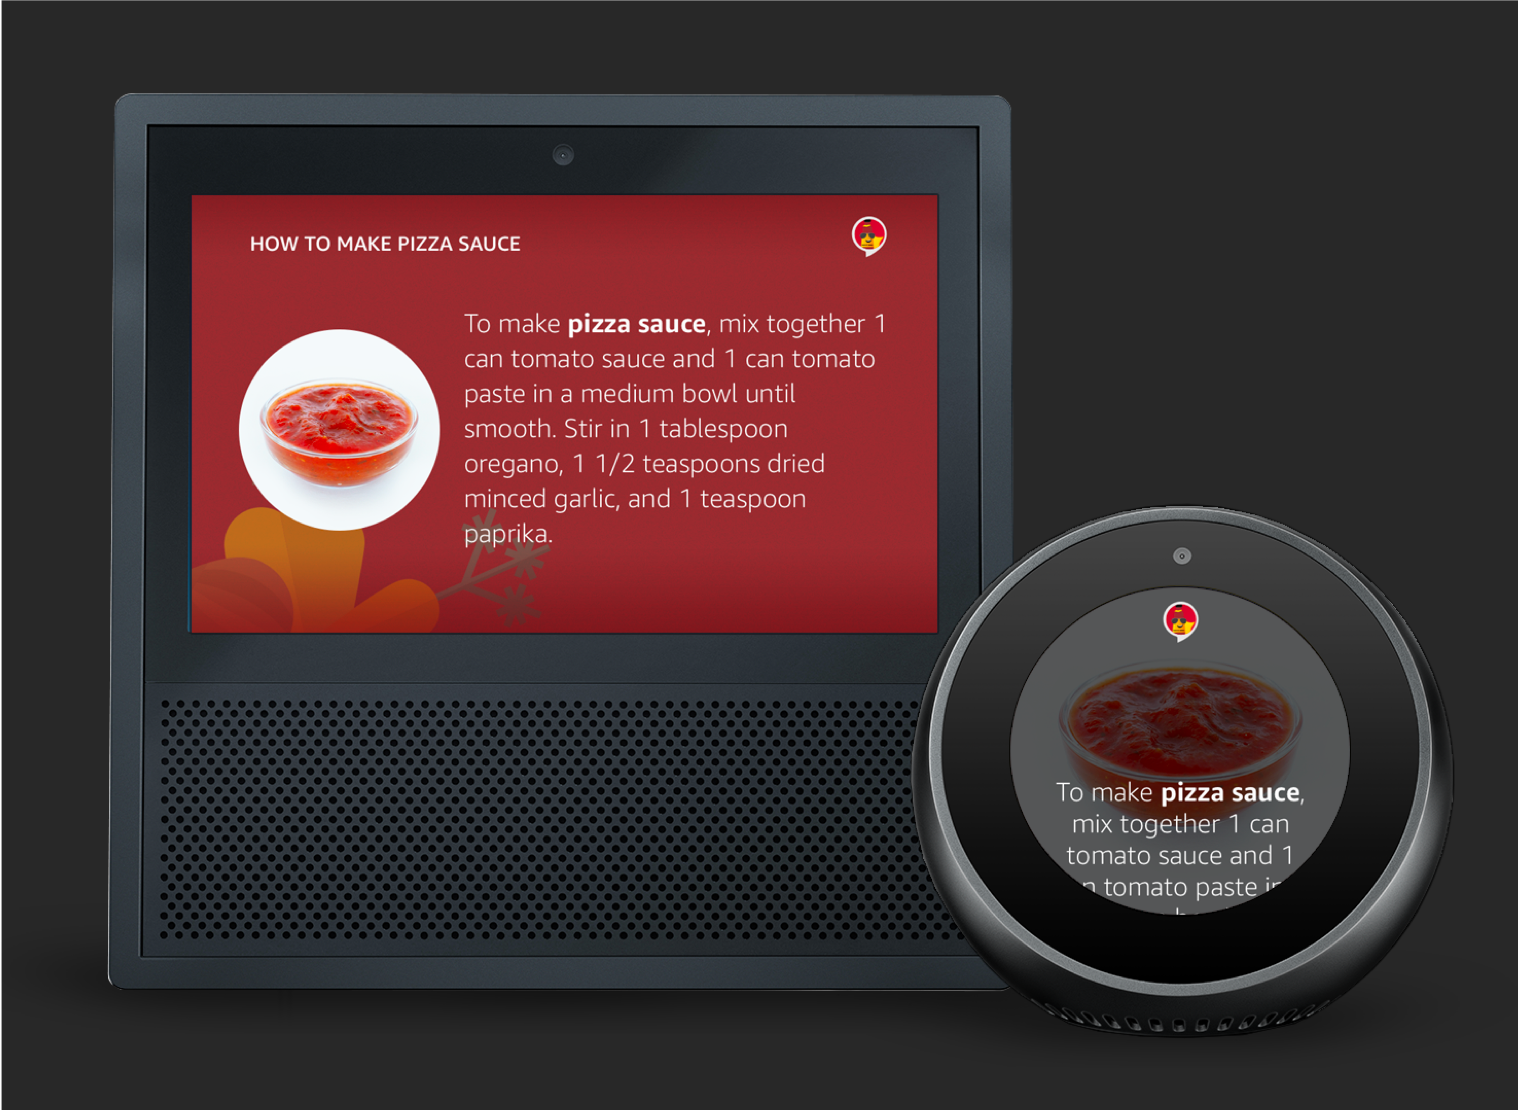 HOW TO MAKE PIZZA SAUCE
To make pizza sauce, mix together 1
can tomato sauce and 1 can tomato
paste in a medium bowl until
smooth. Stir in 1 tablespoon
oregano, 1 1/2 teaspoons dried
minced garlic, and 1 teaspoon
paprika.
To make pizza sauce,
mix together 1 can
tomato sauce and 1
tomato paste